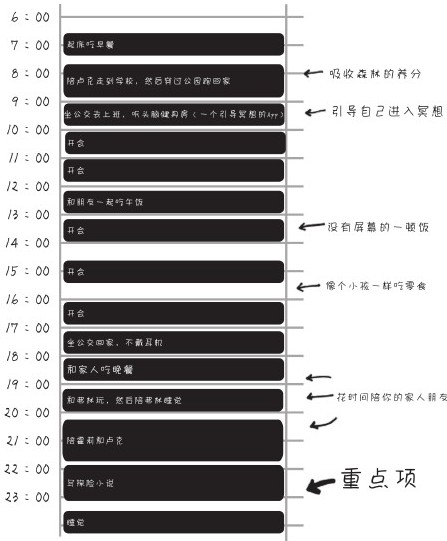 6:00
7:00
起床吃早餐
8:00
陪卢克走到学校，然后穿过公园跑回家
吸收森林的养分
9:00
坐公交去上班，听头脑健身房（一个引导冥想的App）
引导自己进入冥想
10:00
开会
11:00
开会
12:00
和朋友一起吃午饭
13:00
开会
没有屏幕的一顿饭
14:00
15:00
开会
像个小孩一样吃零食
16:00
开会
17:00
坐公交回家，不戴耳机
18:00
和家人吃晚餐
19:00
和弗林玩，然后陪弗林睡觉
花时间陪你的家人朋友
20:00
21:00
陪霍莉和卢克
22:00
写探险小说
重点项
23:00
睡觉